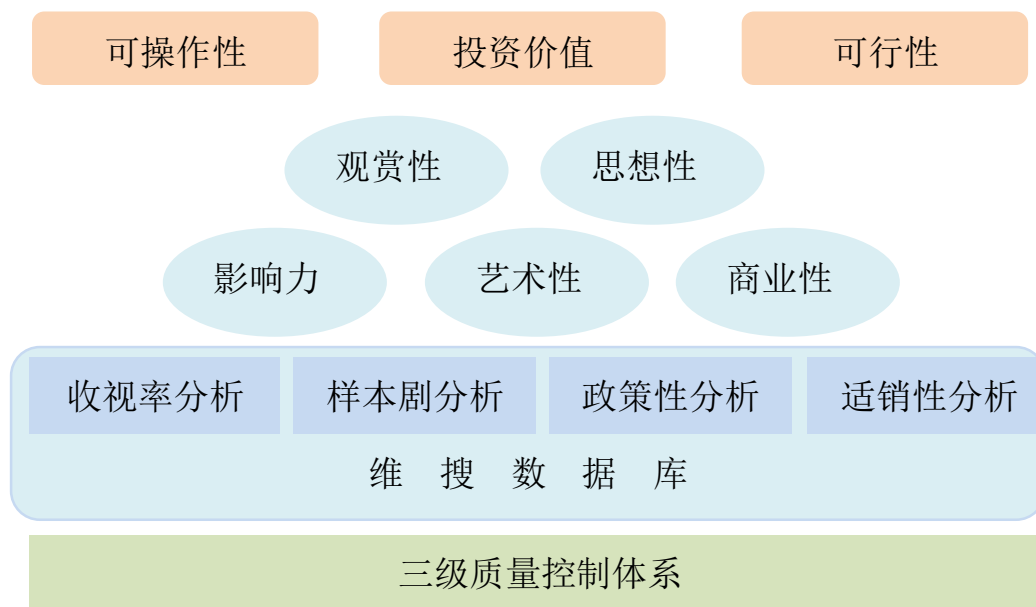 可操作性 投资价值 可行性
观赏性 思想性
影响力 艺术性 商业性
收视率分析 样本剧分析 政策性分析 适销性分析
维 搜 数 据 库
三级质量控制体系